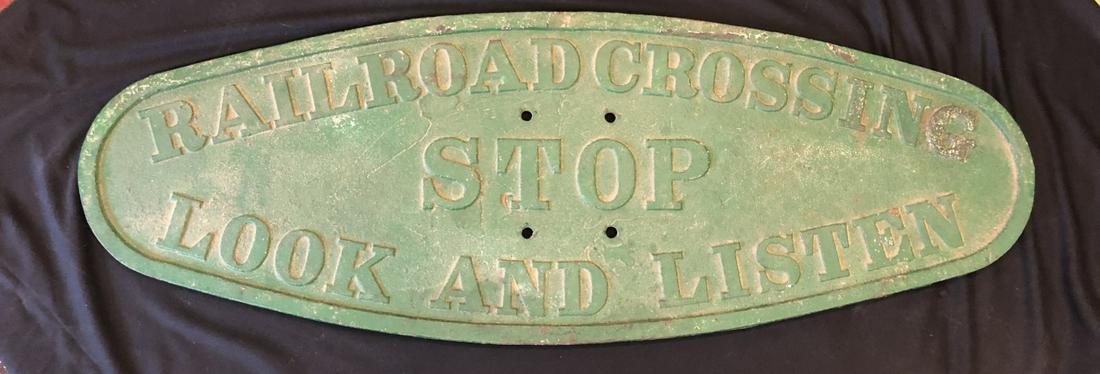 RAILROAD CROSSING
STOP
LOOK AND LISTEN